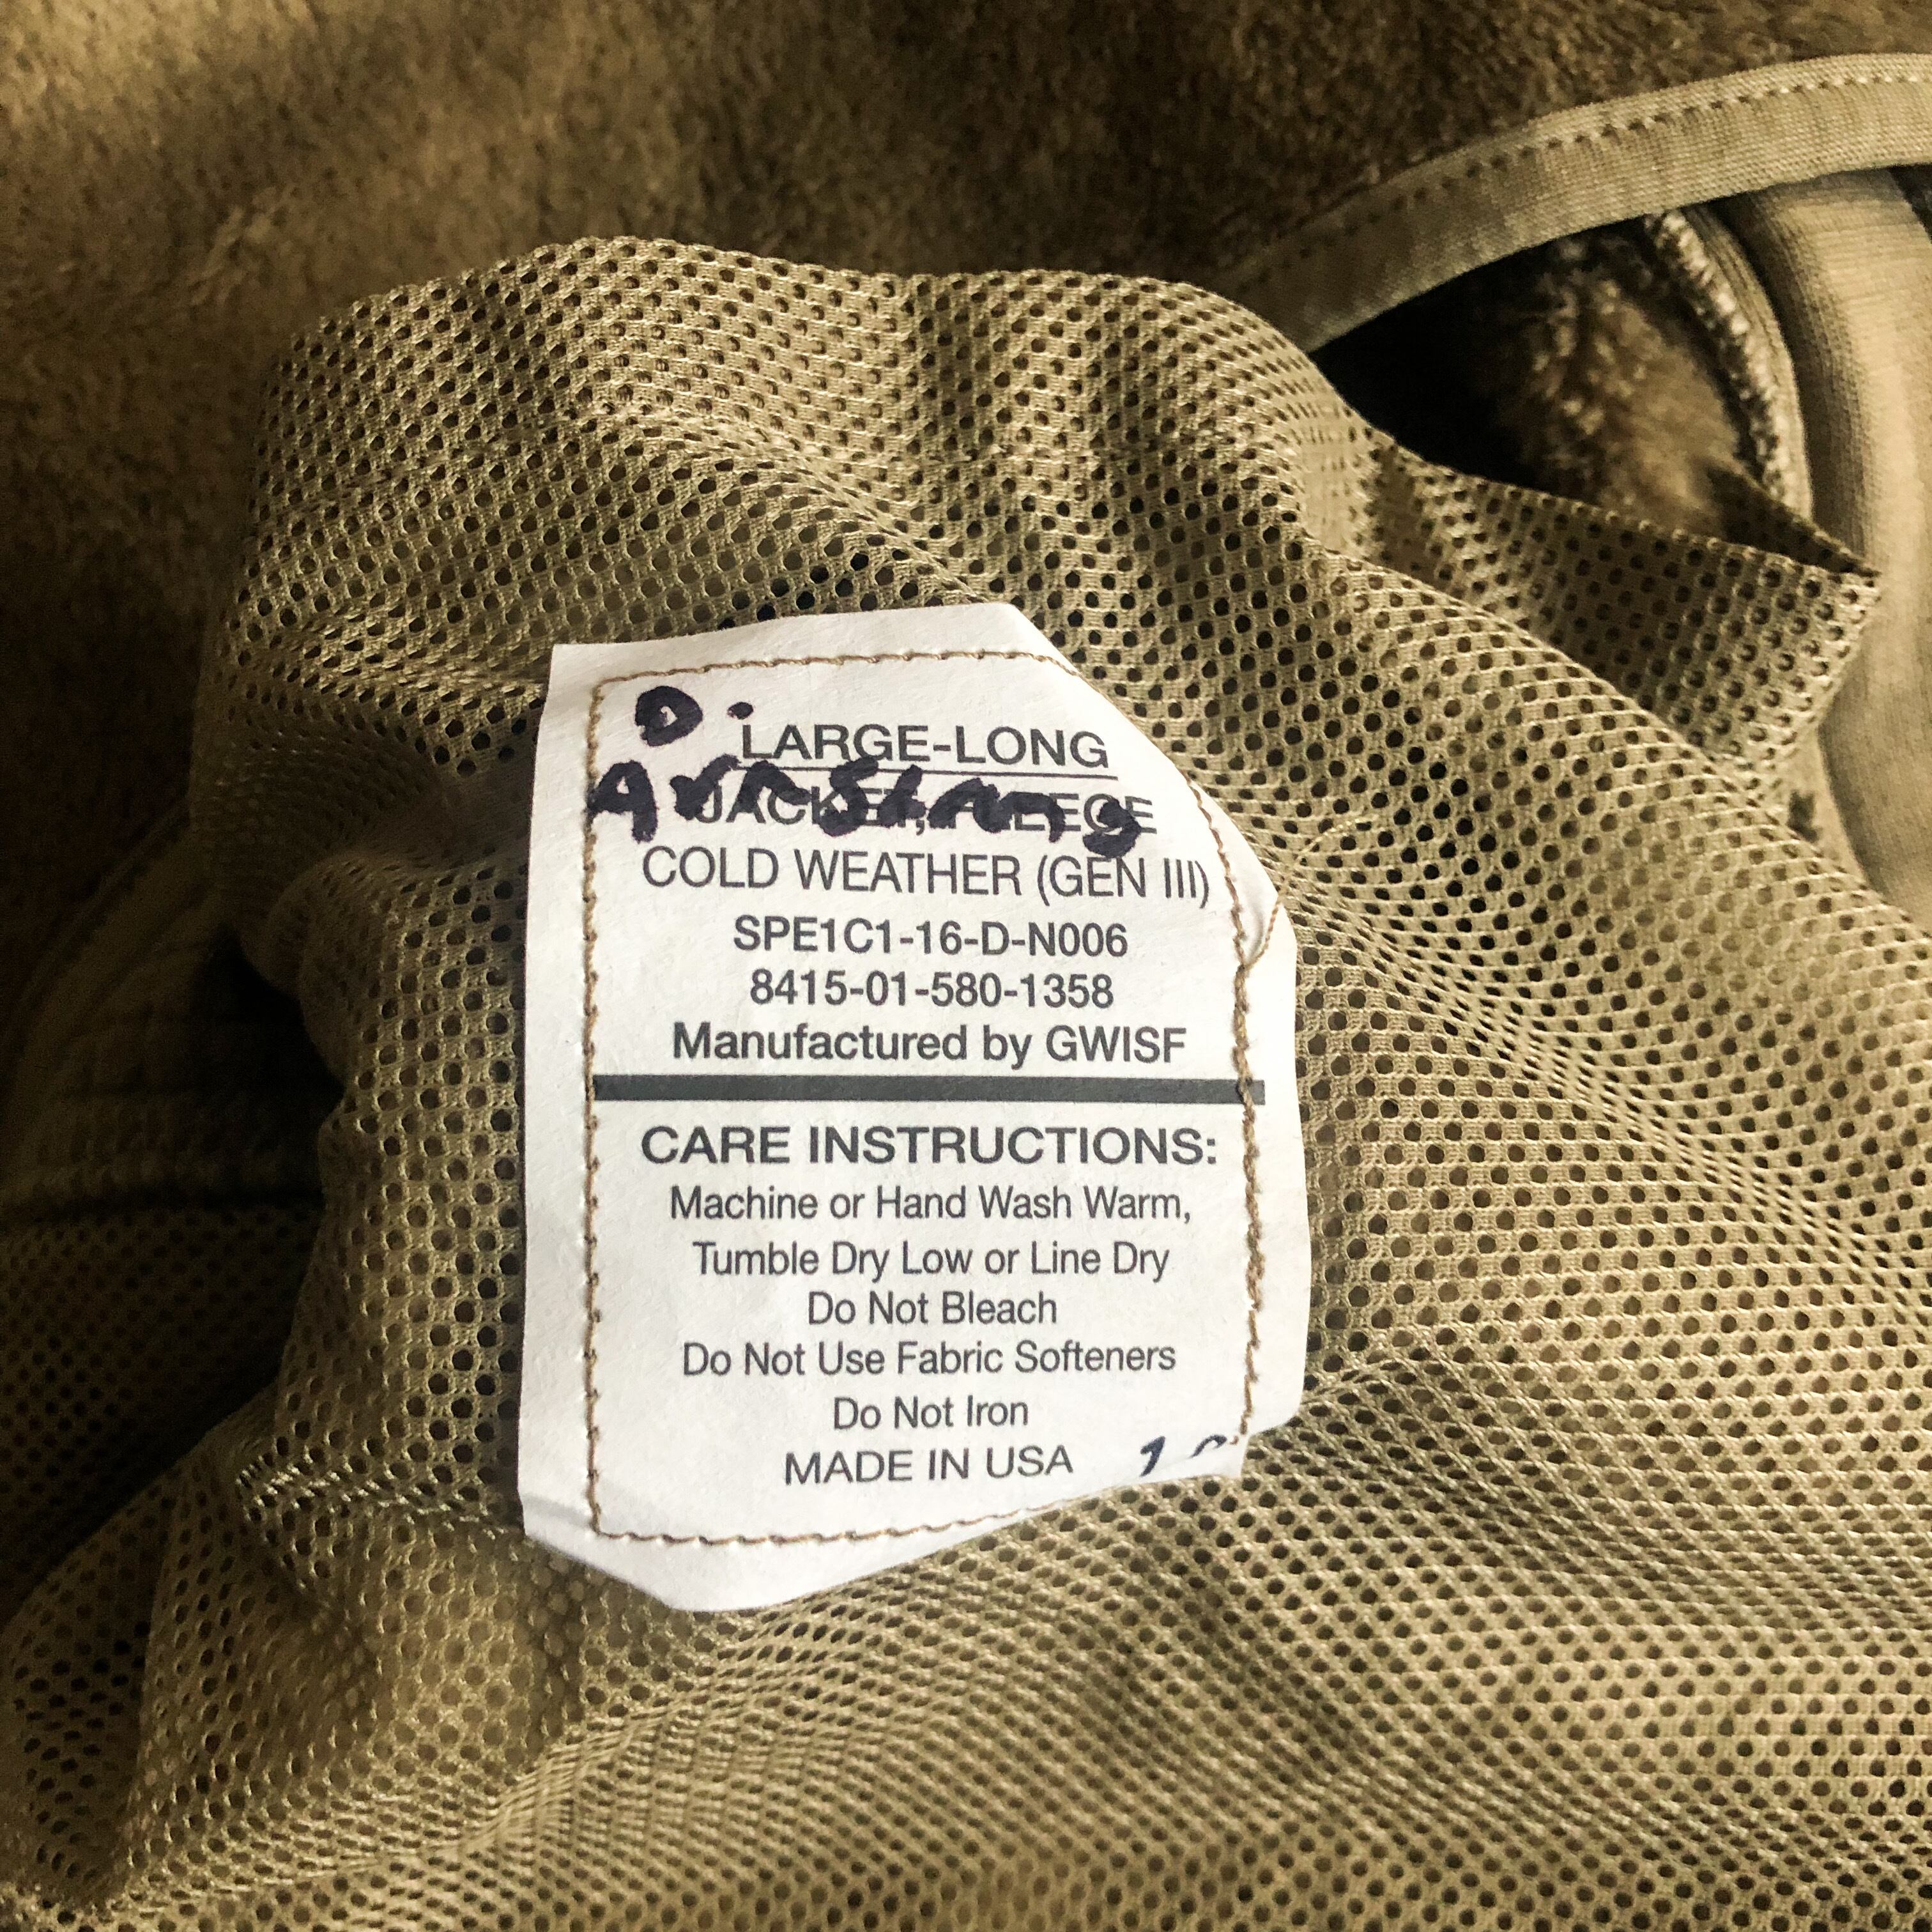 D.
LARGE-LONG
JACKET, FLEECE
COLD WEATHER (GEN III)
SPE1C1-16-D-N006
8415-01-580-1358
Manufactured by GWISF
CARE INSTRUCTIONS:
Machine or Hand Wash Warm,
Tumble Dry Low or Line Dry
Do Not Bleach
Do Not Use Fabric Softeners
Do Not Iron
MADE IN USA